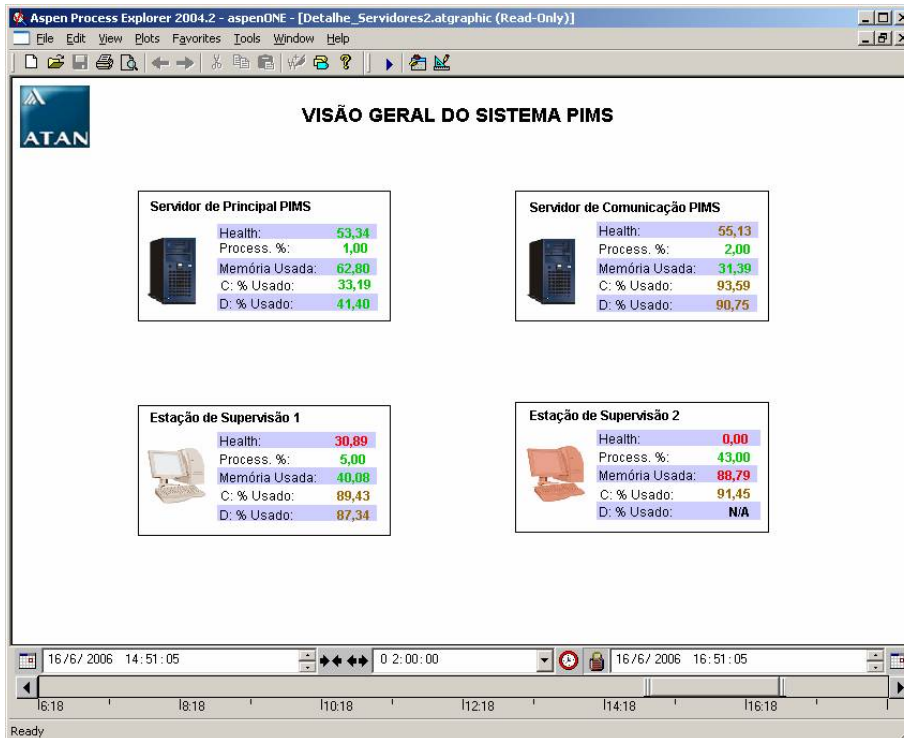 Aspen Process Explorer 2004.2 - aspenONE - [Detalhe_Servidores2.atgraphic (Read-Only)]
File Edit View Plots Favorites Tools Window Help
ATAN
VISÃO GERAL DO SISTEMA PIMS
Servidor de Principal PIMS
Health: 53,34
Process. %: 1,00
Memória Usada: 62,80
C: % Usado: 33,19
D: % Usado: 41,40
Servidor de Comunicação PIMS
Health: 55,13
Process. %: 2,00
Memória Usada: 31,39
C: % Usado: 93,59
D: % Usado: 90,75
Estação de Supervisão 1
Health: 30,89
Process. %: 5,00
Memória Usada: 40,08
C: % Usado: 89,43
D: % Usado: 87,34
Estação de Supervisão 2
Health: 0,00
Process. %: 43,00
Memória Usada: 88,79
C: % Usado: 91,45
D: % Usado: N/A
16/6/2006 14:51:05 0 2:00:00 16/6/2006 16:51:05
6:18 8:18 10:18 12:18 14:18 16:18
Ready